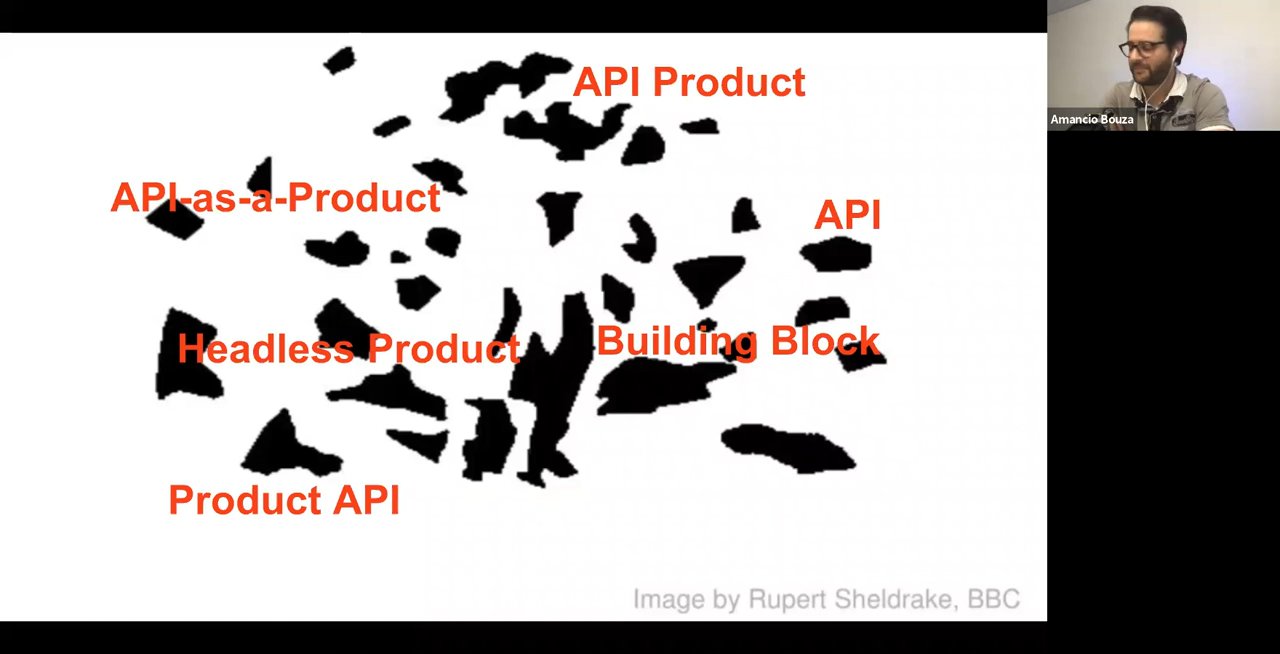 API Product
Amancio Bouza
API-as-a-Product
API
Headless Product
Building Block
Product API
Image by Rupert Sheldrake, BBC